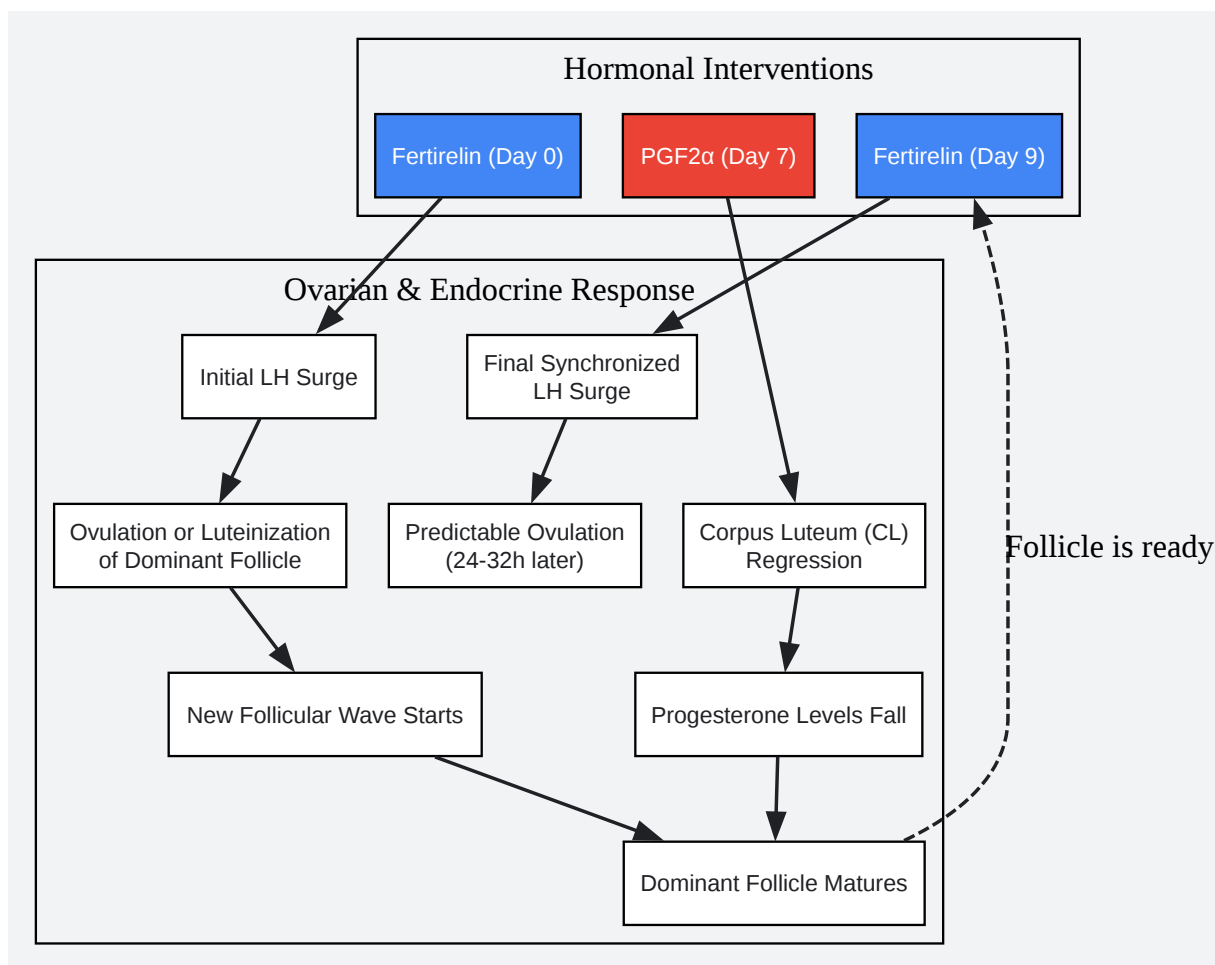 Hormonal Interventions
Fertirelin (Day 0)
PGF2α (Day 7)
Fertirelin (Day 9)
Ovarian & Endocrine Response
Initial LH Surge
Final Synchronized
LH Surge
Ovulation or Luteinization
of Dominant Follicle
Predictable Ovulation
(24-32h later)
Corpus Luteum (CL)
Regression
Follicle is ready
New Follicular Wave Starts
Progesterone Levels Fall
Dominant Follicle Matures